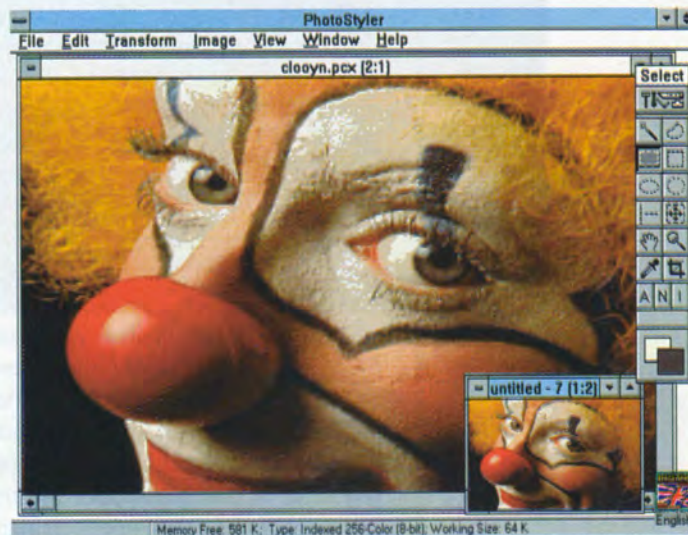 PhotoStyler
File Edit Transform Image View Window Help
clooyn.pcx (2:1)
Select
A N I
untitled - 7 (1:2)
English
Memory Free: 581 K; Type: Indexed 256-Color (8-bit); Working Size: 64 K